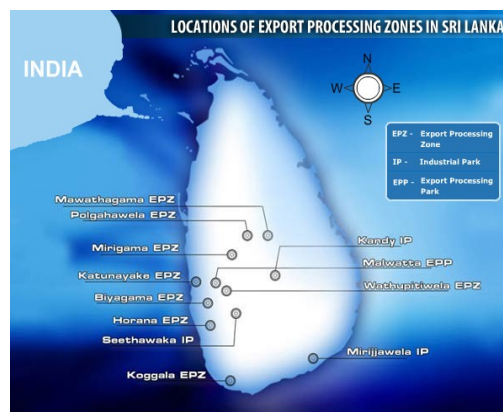 LOCATIONS OF EXPORT PROCESSING ZONES IN SRI LANKA
INDIA
N
W E
S
EPZ - Export Processing
Zone
IP - Industrial Park
EPP - Export Processing
Park
Mawathagama EPZ
Polgahawela EPZ
Mirigama EPZ
Katunayake EPZ
Biyagama EPZ
Horana EPZ
Seethawaka IP
Koggala EPZ
Kandy IP
Malwatta EPP
Wathupitiwela EPZ
Mirijjawela IP